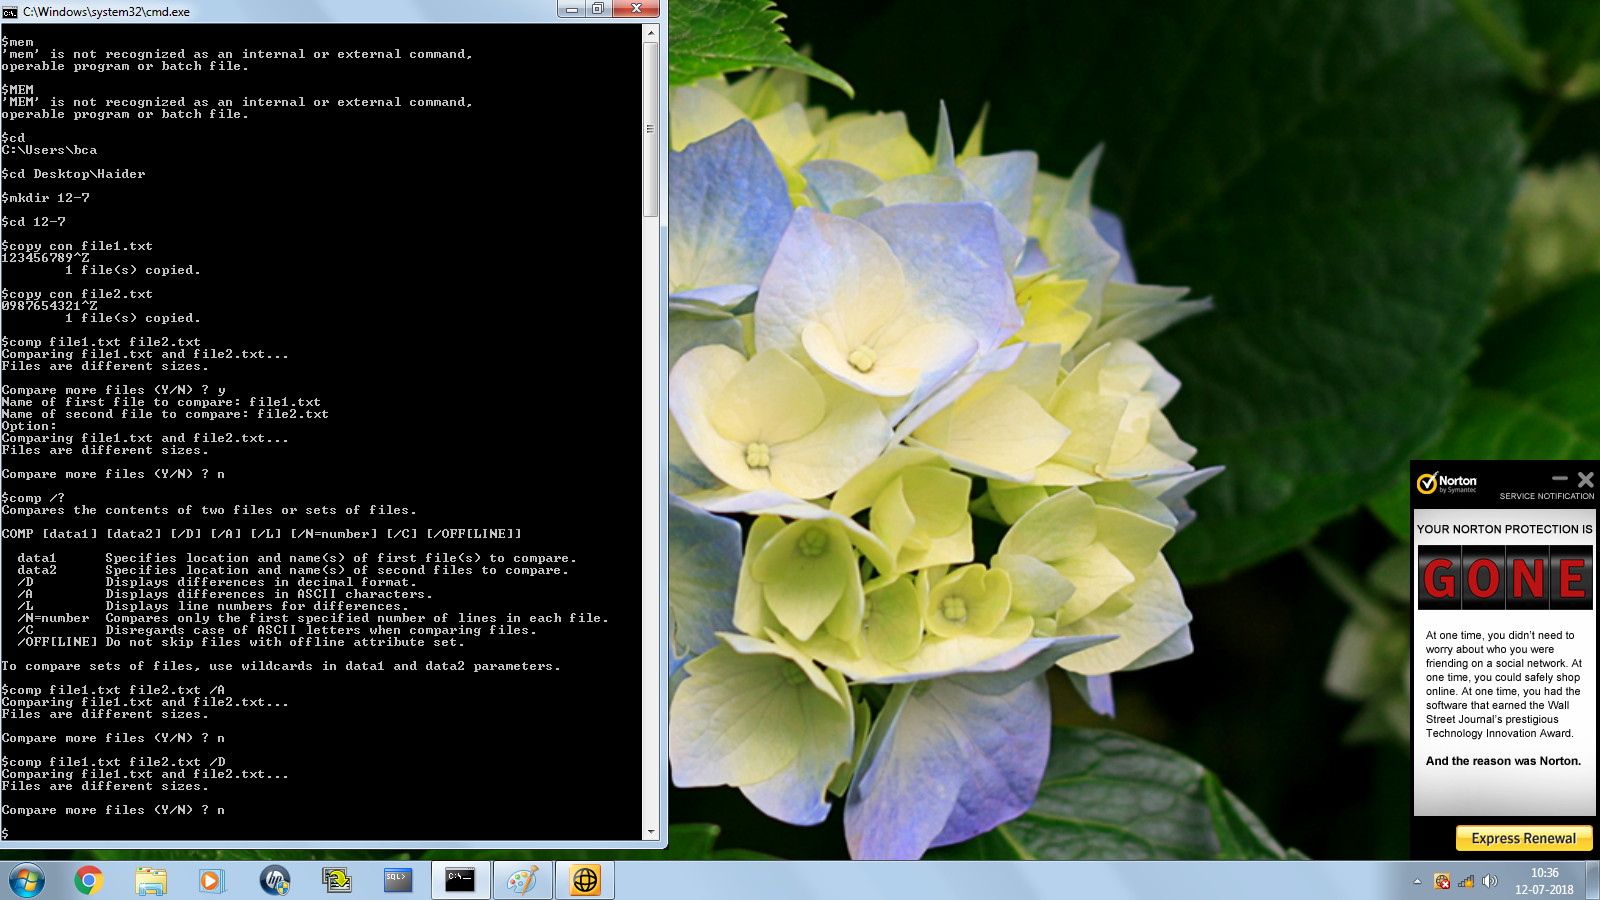 C:\Windows\system32\cmd.exe
$mem
'mem' is not recognized as an internal or external command,
operable program or batch file.
$MEM
'MEM' is not recognized as an internal or external command,
operable program or batch file.
$cd
C:\Users\bca
$cd Desktop\Haider
$mkdir 12-7
$cd 12-7
$copy con file1.txt
123456789^Z
1 file(s) copied.
$copy con file2.txt
0987654321^Z
1 file(s) copied.
$comp file1.txt file2.txt
Comparing file1.txt and file2.txt...
Files are different sizes.
Compare more files (Y/N) ? y
Name of first file to compare: file1.txt
Name of second file to compare: file2.txt
Option:
Comparing file1.txt and file2.txt...
Files are different sizes.
Compare more files (Y/N) ? n
$comp /?
Compares the contents of two files or sets of files.
COMP [data1] [data2] [/D] [/A] [/L] [/N=number] [/C] [/OFF[LINE]]
data1 Specifies location and name(s) of first file(s) to compare.
data2 Specifies location and name(s) of second files to compare.
/D Displays differences in decimal format.
/A Displays differences in ASCII characters.
/L Displays line numbers for differences.
/N=number Compares only the first specified number of lines in each file.
/C Disregards case of ASCII letters when comparing files.
/OFF[LINE] Do not skip files with offline attribute set.
To compare sets of files, use wildcards in data1 and data2 parameters.
$comp file1.txt file2.txt /A
Comparing file1.txt and file2.txt...
Files are different sizes.
Compare more files (Y/N) ? n
$comp file1.txt file2.txt /D
Comparing file1.txt and file2.txt...
Files are different sizes.
Compare more files (Y/N) ? n
$
Norton
by Symantec
SERVICE NOTIFICATION
YOUR NORTON PROTECTION IS
GONE
At one time, you didn't need to
worry about who you were
friending on a social network. At
one time, you could safely shop
online. At one time, you had the
software that earned the Wall
Street Journal's prestigious
Technology Innovation Award.
And the reason was Norton.
Express Renewal
hp
SQL>
C:\_
10:36
12-07-2018